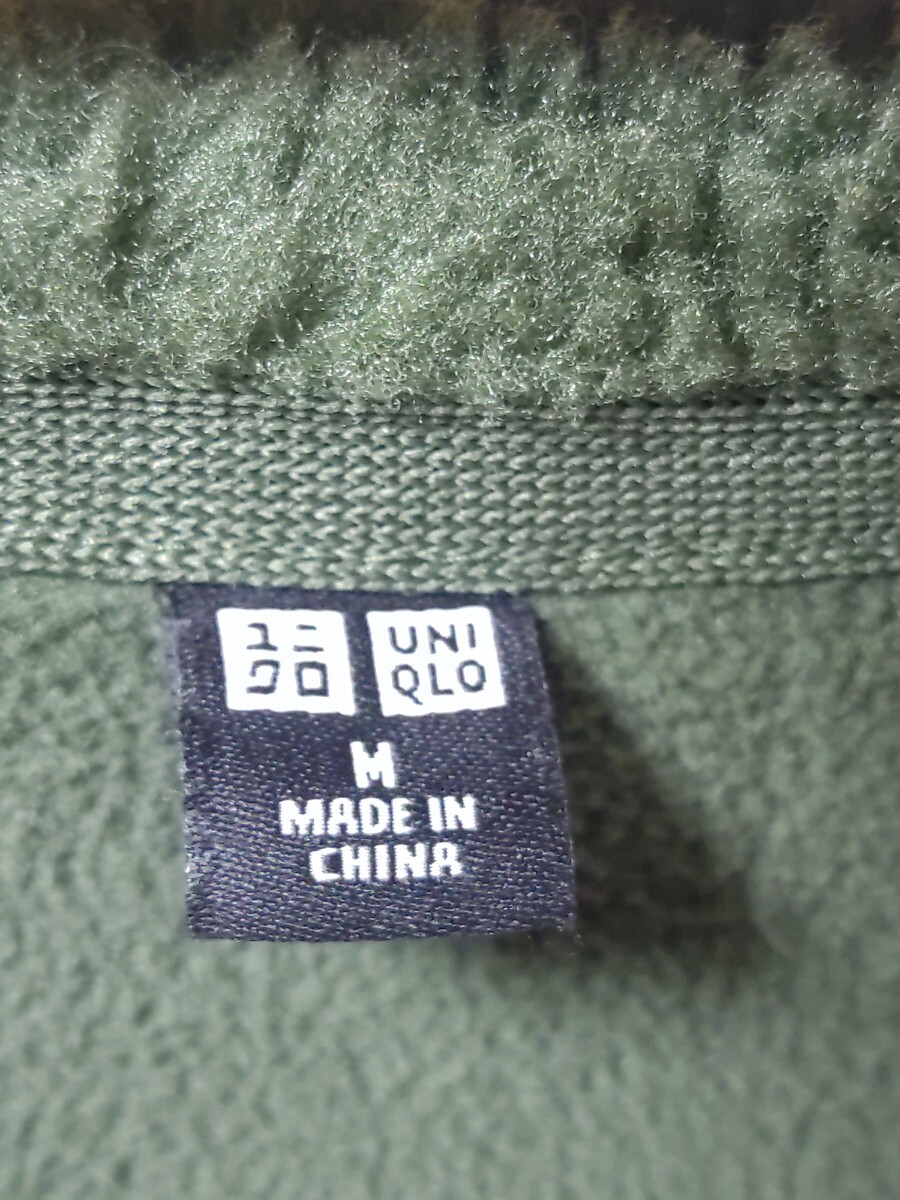 ユニ UNI
クロ QLO
M
MADE IN
CHINA